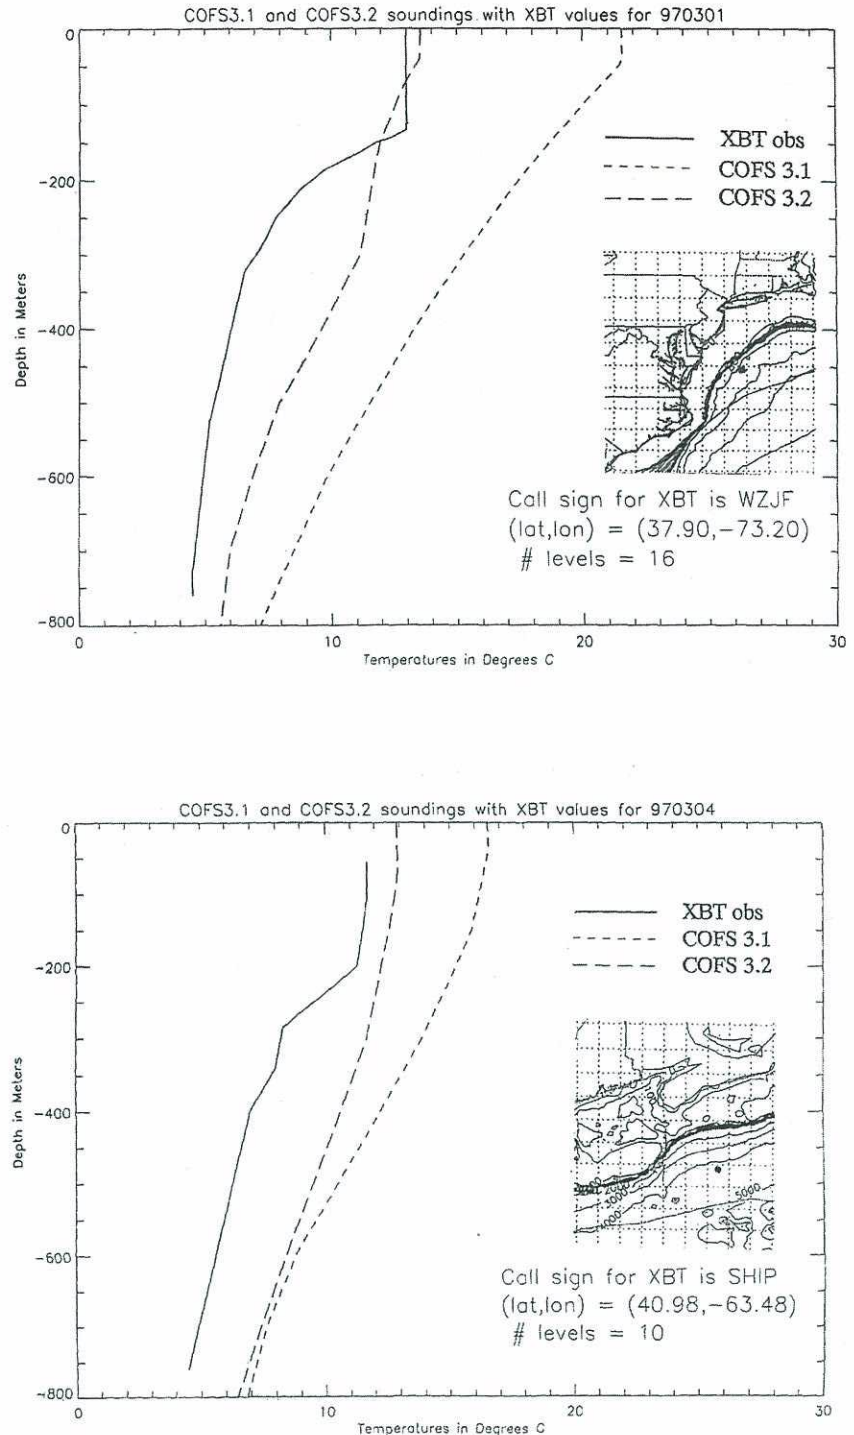 COFS3.1 and COFS3.2 soundings with XBT values for 970301
0
-200
-400
-600
-800
Depth in Meters
XBT obs
COFS 3.1
COFS 3.2
Call sign for XBT is WZJF
(lat,lon) = (37.90,-73.20)
# levels = 16
0 10 20 30
Temperatures in Degrees C
COFS3.1 and COFS3.2 soundings with XBT values for 970304
0
-200
-400
-600
-800
Depth in Meters
XBT obs
COFS 3.1
COFS 3.2
5000
Call sign for XBT is SHIP
(lat,lon) = (40.98,-63.48)
# levels = 10
0 10 20 30
Temperatures in Degrees C